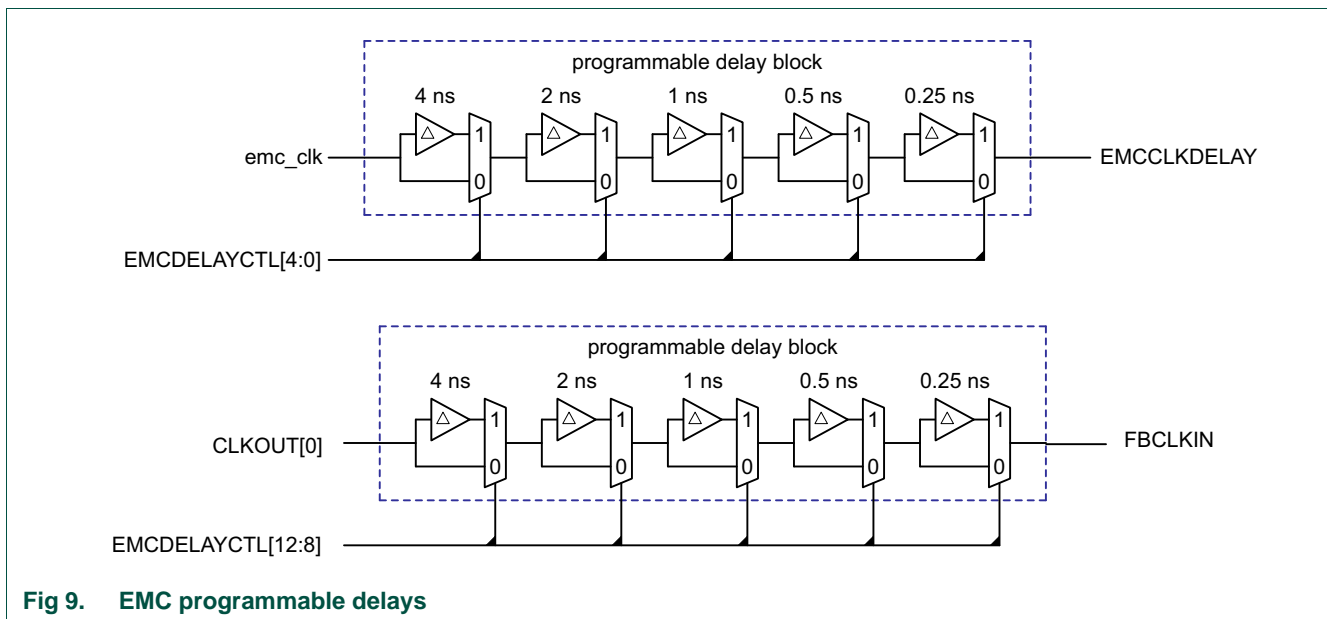 programmable delay block
4 ns 2 ns 1 ns 0.5 ns 0.25 ns
△ 1 △ 1 △ 1 △ 1 △ 1
emc_clk EMCCLKDELAY
0 0 0 0 0
EMCDELAYCTL[4:0]
programmable delay block
4 ns 2 ns 1 ns 0.5 ns 0.25 ns
△ 1 △ 1 △ 1 △ 1 △ 1
CLKOUT[0] FBCLKIN
0 0 0 0 0
EMCDELAYCTL[12:8]
Fig 9. EMC programmable delays